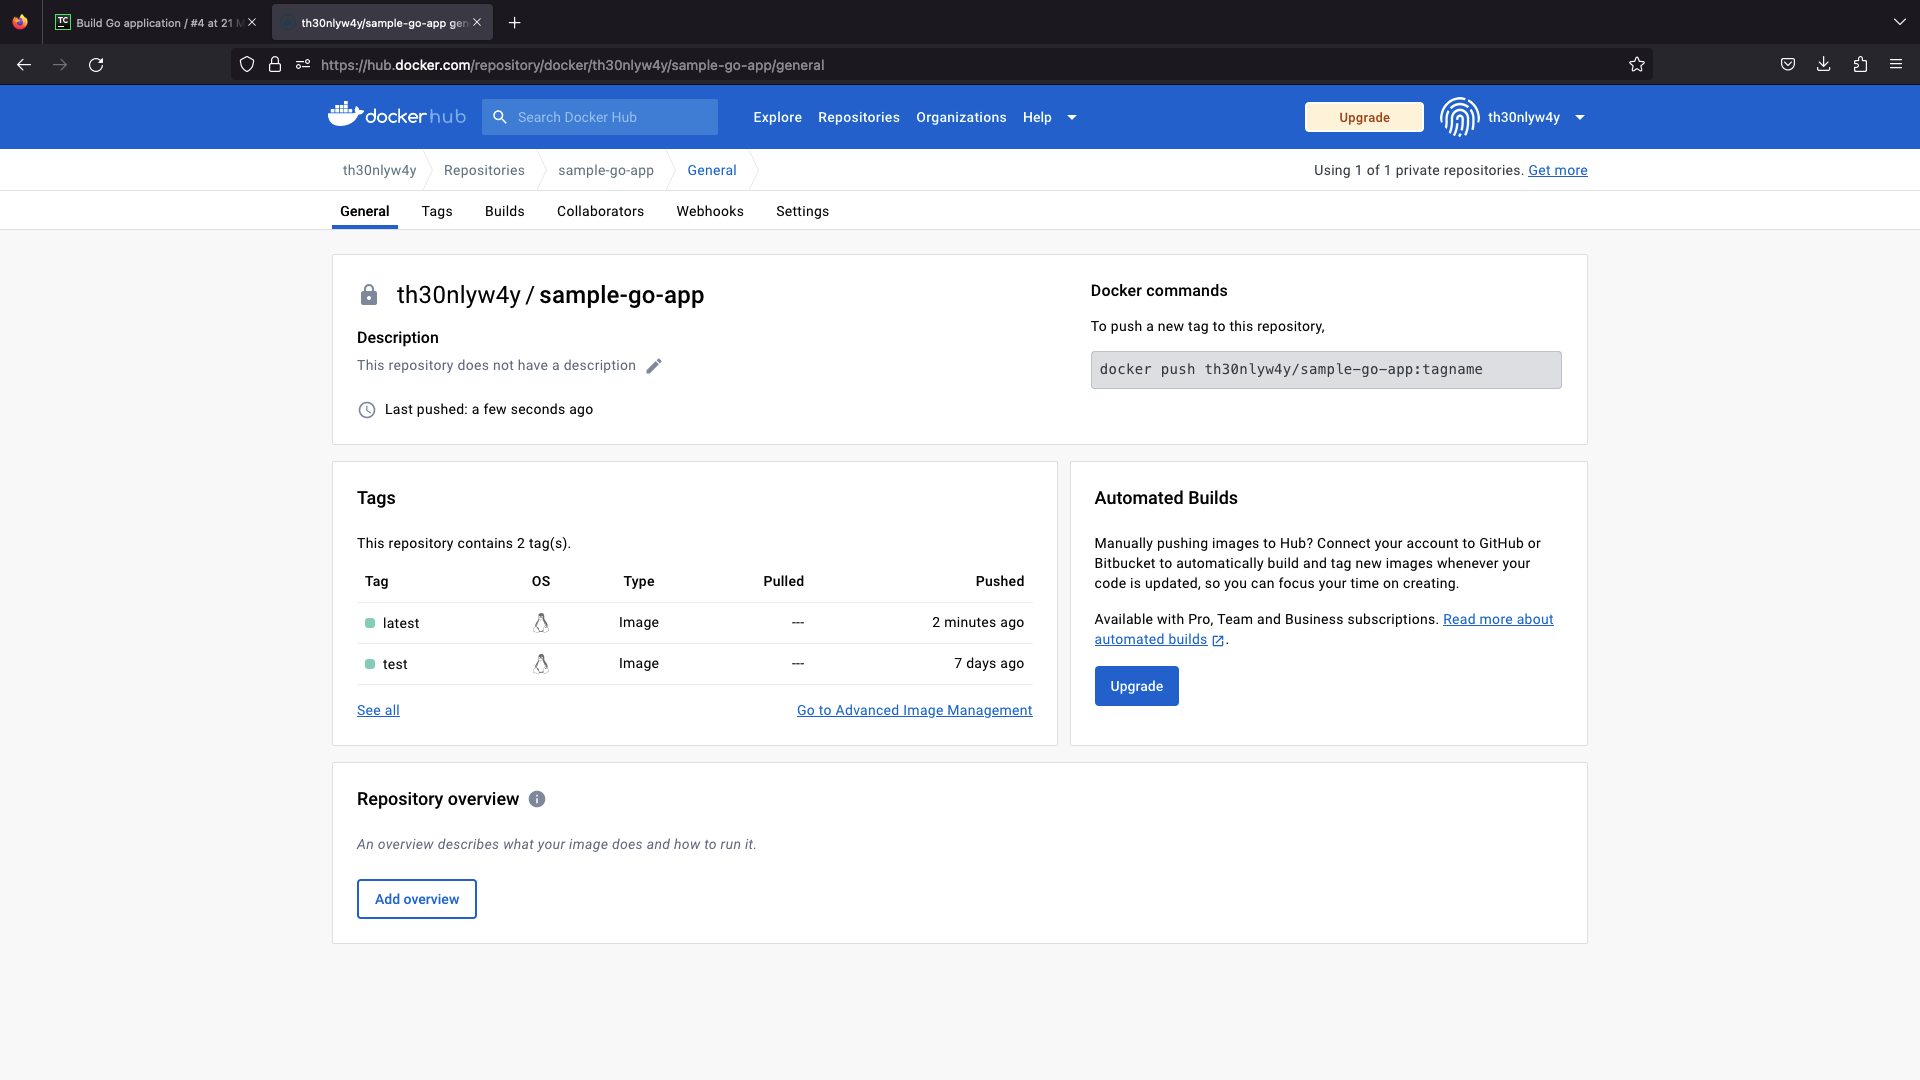 TC
Build Go application / #4 at 21 M
th30nlyw4y/sample-go-app gen
https://hub.docker.com/repository/docker/th30nlyw4y/sample-go-app/general
docker hub
Search Docker Hub
Explore
Repositories
Organizations
Help
Upgrade
th30nlyw4y
th30nlyw4y
Repositories
sample-go-app
General
Using 1 of 1 private repositories. Get more
General
Tags
Builds
Collaborators
Webhooks
Settings
th30nlyw4y / sample-go-app
Description
This repository does not have a description
Last pushed: a few seconds ago
Docker commands
To push a new tag to this repository,
docker push th30nlyw4y/sample-go-app:tagname
Tags
This repository contains 2 tag(s).
Tag OS Type Pulled Pushed
latest Image --- 2 minutes ago
test Image --- 7 days ago
See all
Go to Advanced Image Management
Automated Builds
Manually pushing images to Hub? Connect your account to GitHub or
Bitbucket to automatically build and tag new images whenever your
code is updated, so you can focus your time on creating.
Available with Pro, Team and Business subscriptions. Read more about
automated builds .
Upgrade
Repository overview
An overview describes what your image does and how to run it.
Add overview